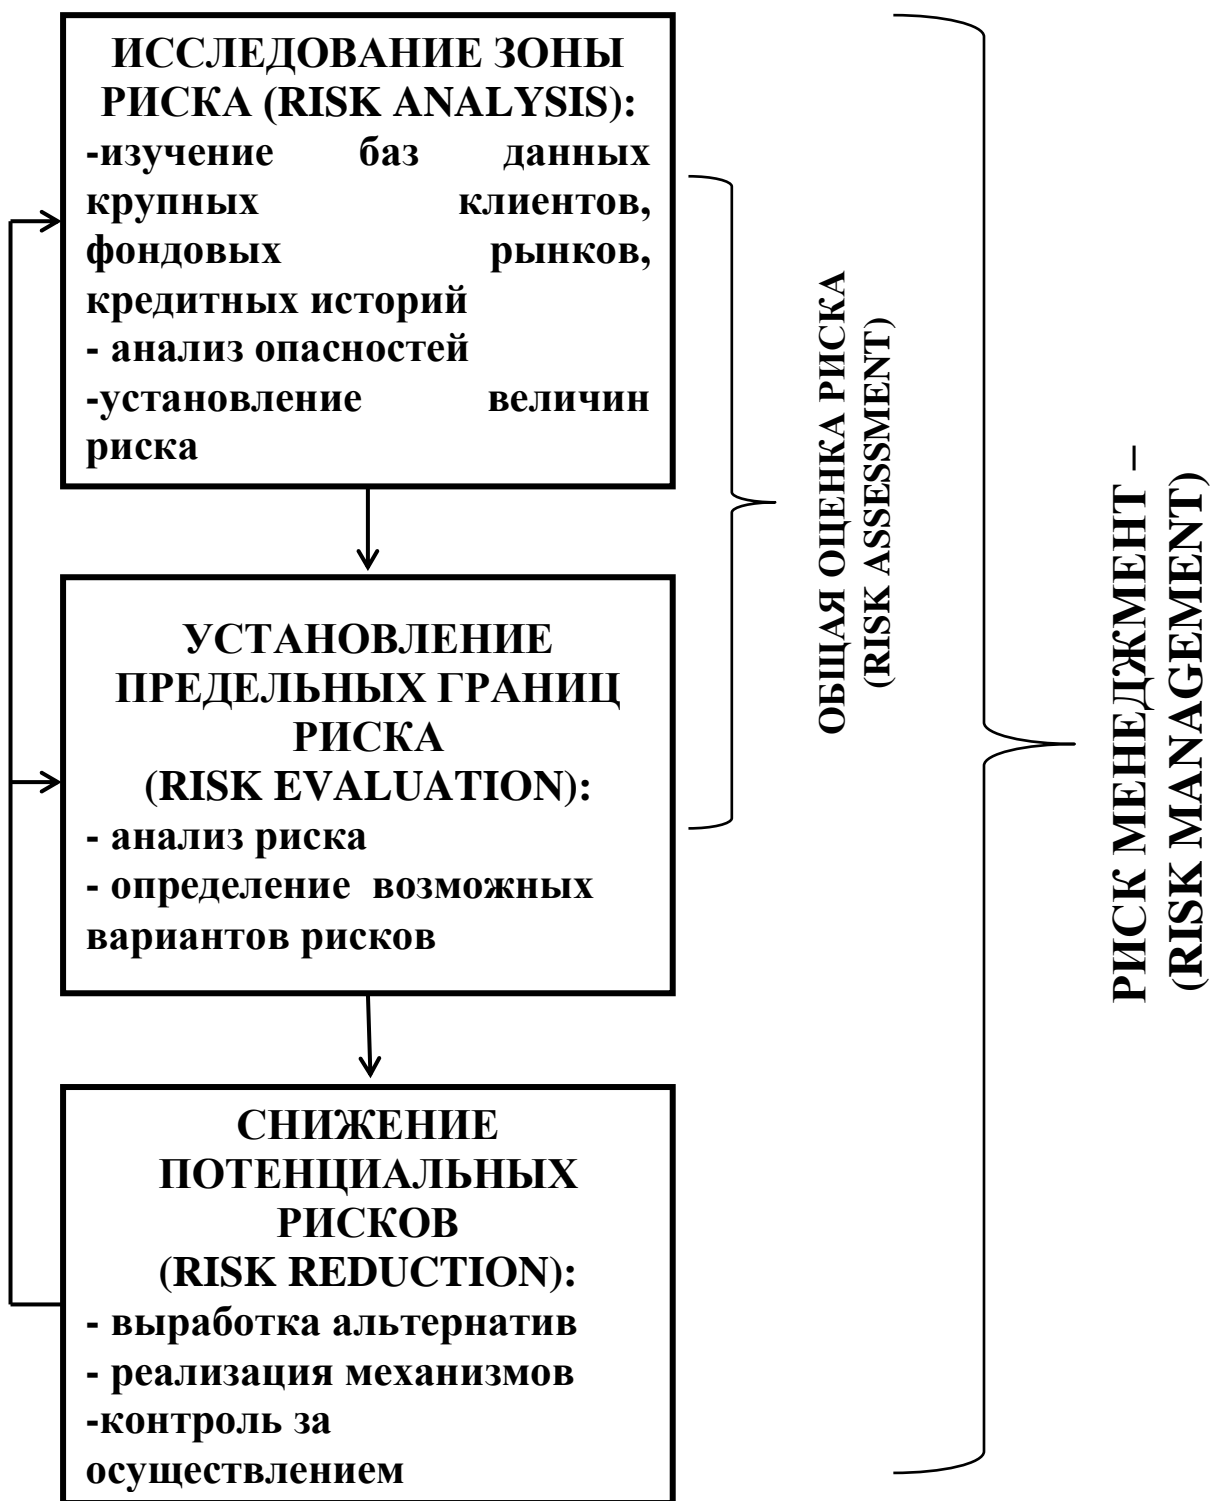 ИССЛЕДОВАНИЕ ЗОНЫ
РИСКА (RISK ANALYSIS):
-изучение баз данных
крупных клиентов,
фондовых рынков,
кредитных историй
- анализ опасностей
-установление величин
риска
УСТАНОВЛЕНИЕ
ПРЕДЕЛЬНЫХ ГРАНИЦ
РИСКА
(RISK EVALUATION):
- анализ риска
- определение возможных
вариантов рисков
СНИЖЕНИЕ
ПОТЕНЦИАЛЬНЫХ
РИСКОВ
(RISK REDUCTION):
- выработка альтернатив
- реализация механизмов
-контроль за
осуществлением
ОБЩАЯ ОЦЕНКА РИСКА
(RISK ASSESSMENT)
РИСК МЕНЕДЖМЕНТ –
(RISK MANAGEMENT)